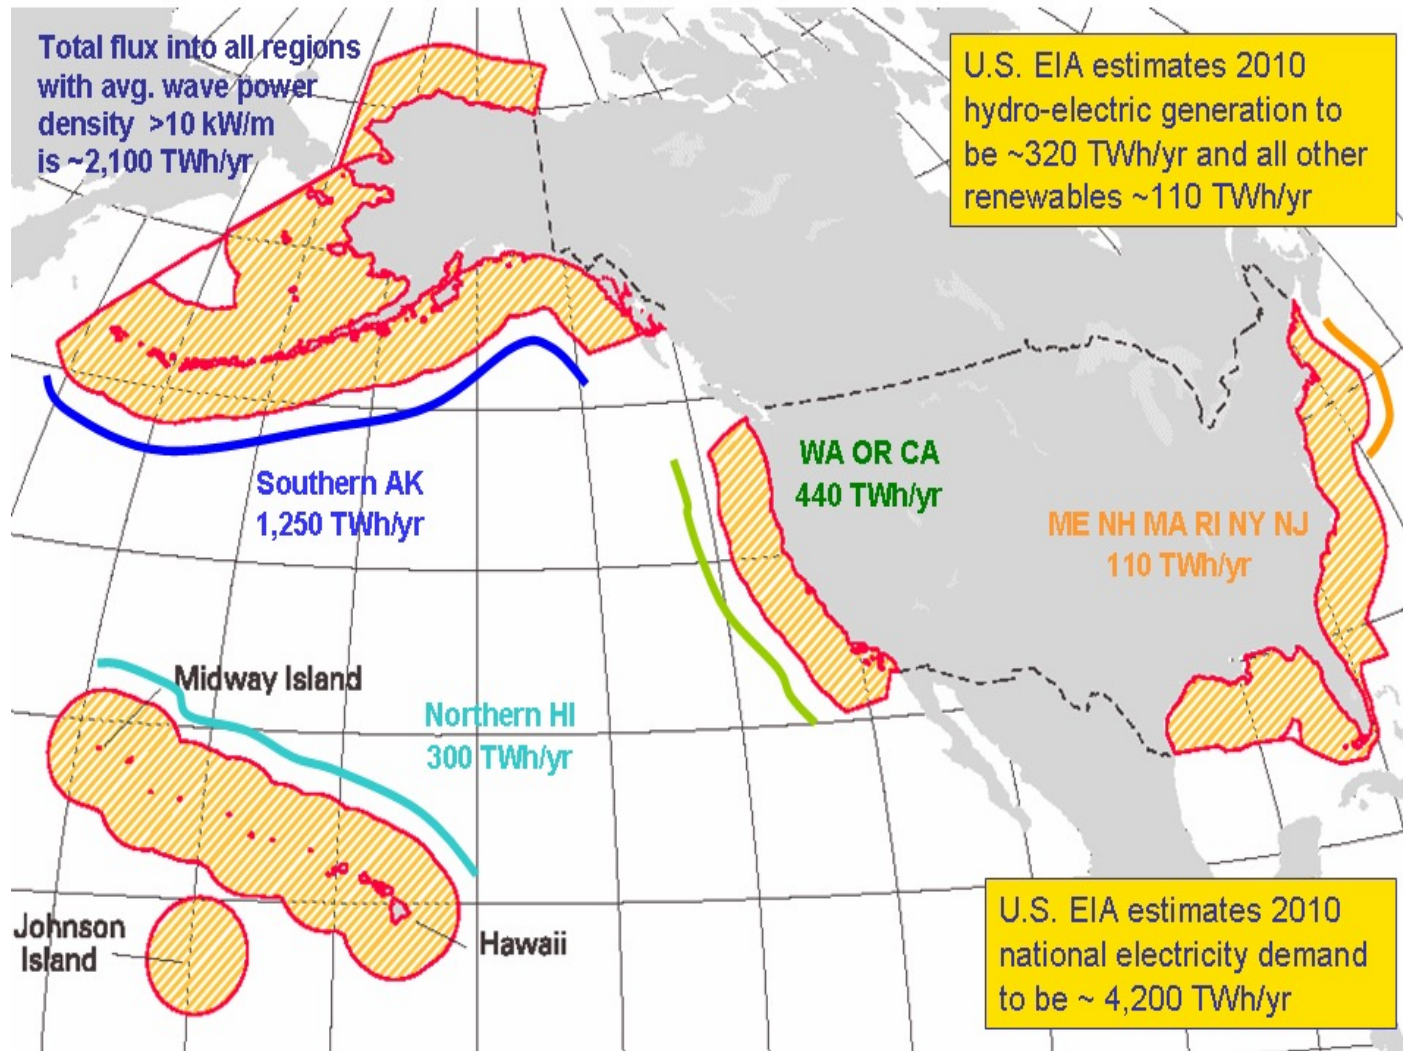 Total flux into all regions
with avg. wave power
density >10 kW/m
is ~2,100 TWh/yr
U.S. EIA estimates 2010
hydro-electric generation to
be ~320 TWh/yr and all other
renewables ~110 TWh/yr
Southern AK
1,250 TWh/yr
WA OR CA
440 TWh/yr
ME NH MA RI NY NJ
110 TWh/yr
Midway Island
Northern HI
300 TWh/yr
Johnson
Island
Hawaii
U.S. EIA estimates 2010
national electricity demand
to be ~ 4,200 TWh/yr